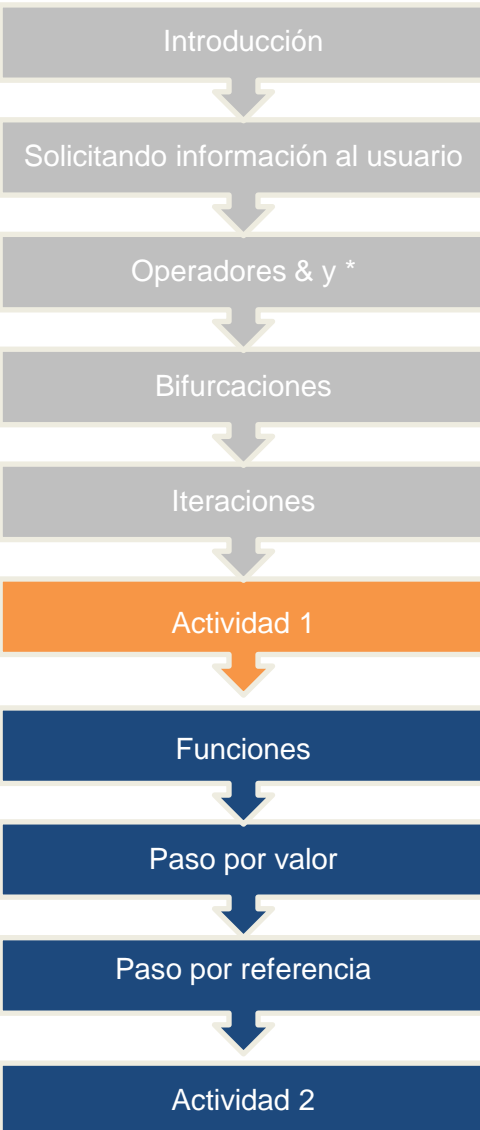 Introducción
Solicitando información al usuario
Operadores & y *
Bifurcaciones
Iteraciones
Actividad 1
Funciones
Paso por valor
Paso por referencia
Actividad 2